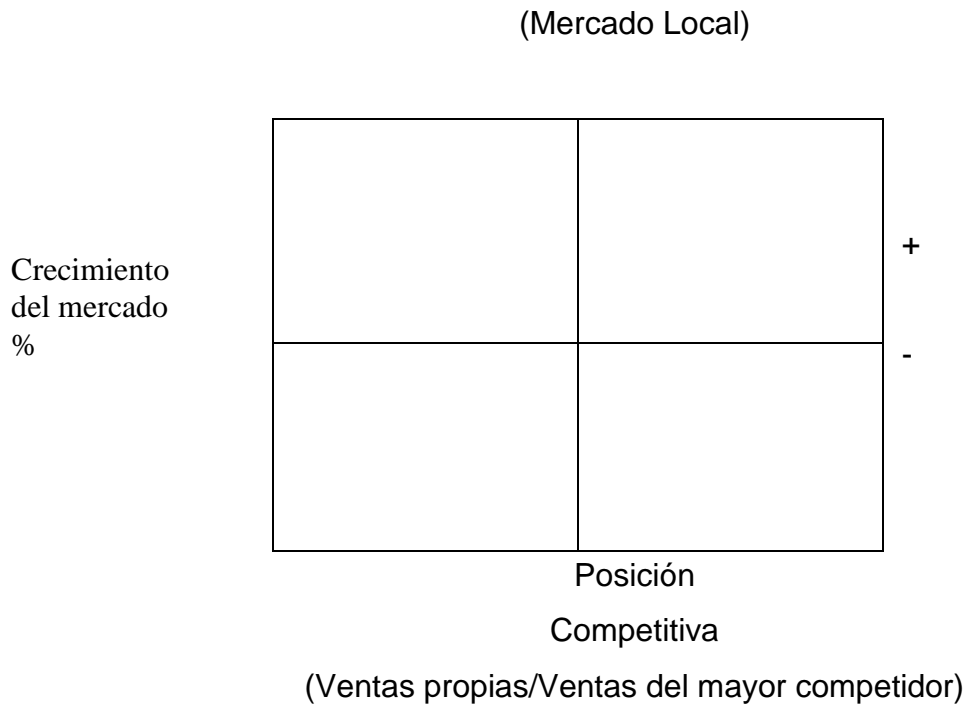 (Mercado Local)
+
Crecimiento
del mercado
%
-
Posición
Competitiva
(Ventas propias/Ventas del mayor competidor)